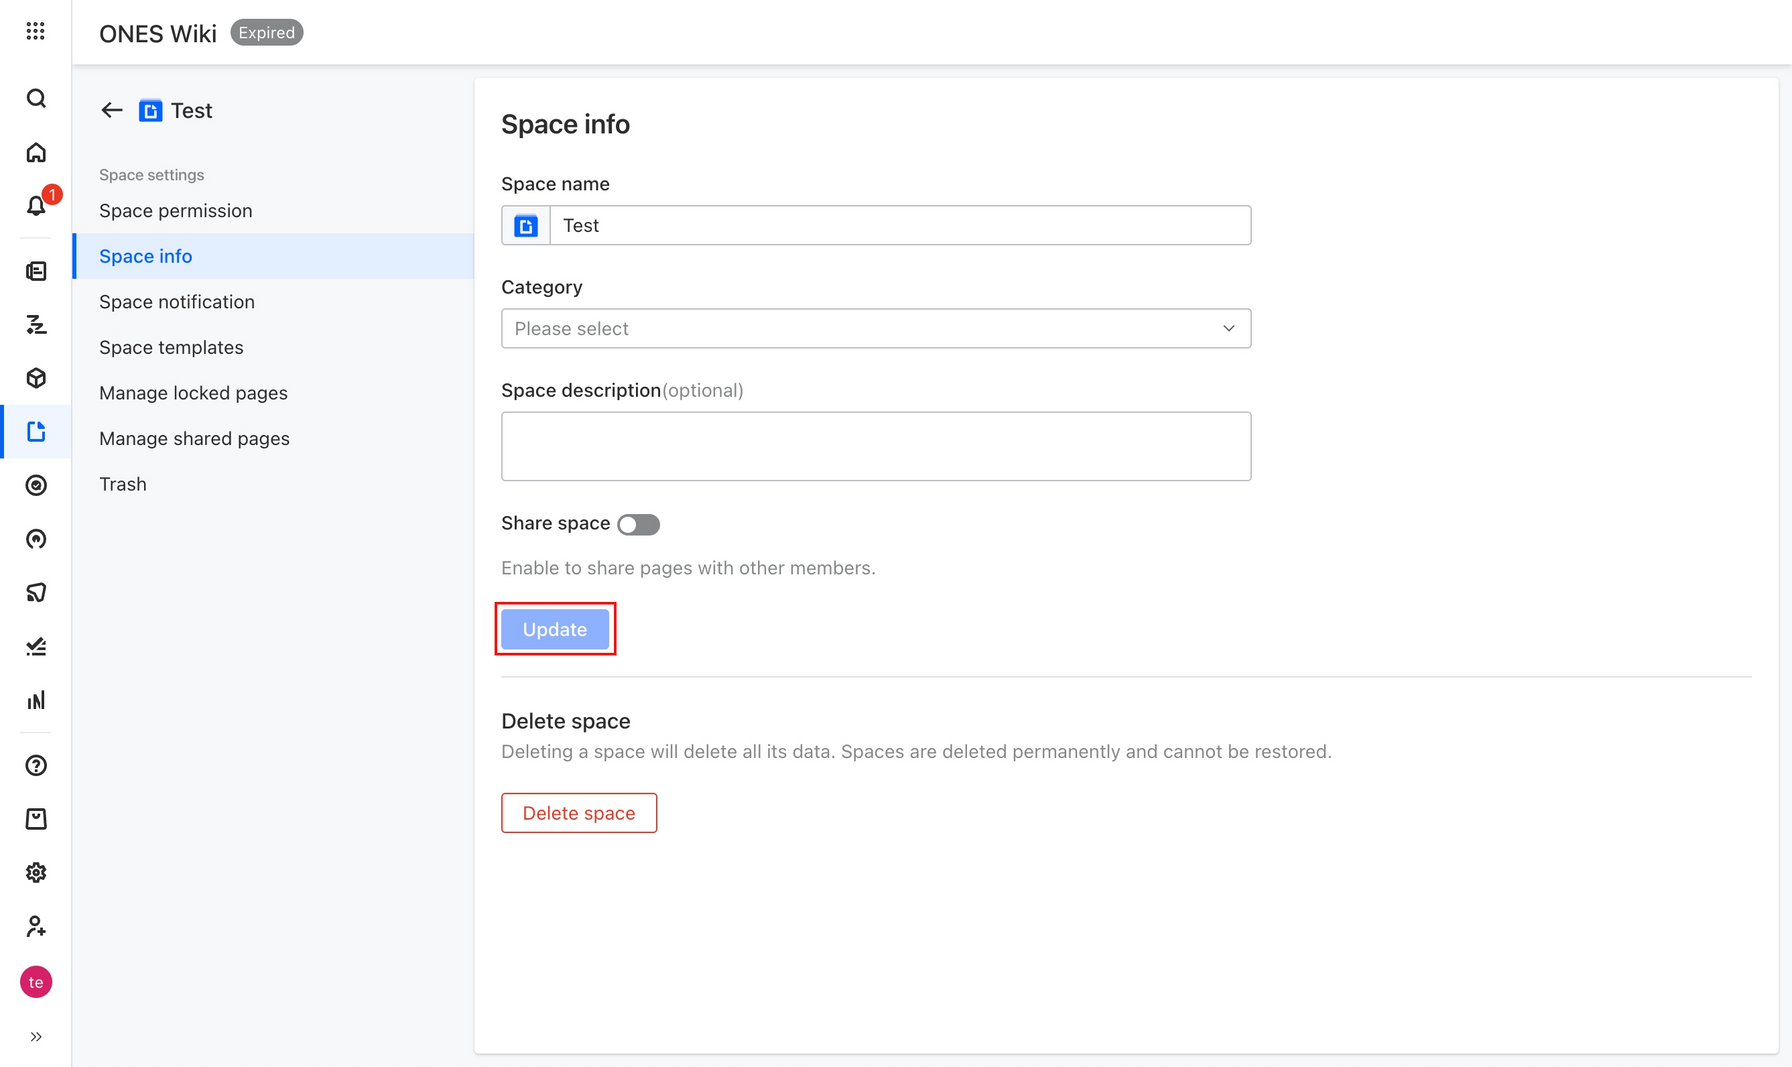 ONES Wiki Expired
Test
Space settings
Space permission
Space info
Space notification
Space templates
Manage locked pages
Manage shared pages
Trash
1
te
Space info
Space name
Test
Category
Please select
Space description(optional)
Share space
Enable to share pages with other members.
Update
Delete space
Deleting a space will delete all its data. Spaces are deleted permanently and cannot be restored.
Delete space